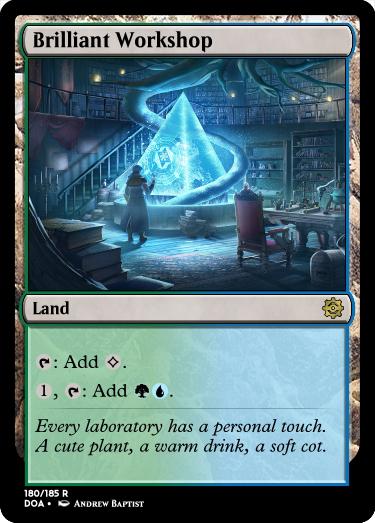 Brilliant Workshop
Land
: Add .
1, : Add .
Every laboratory has a personal touch.
A cute plant, a warm drink, a soft cot.
180/185 R
DOA • Andrew Baptist